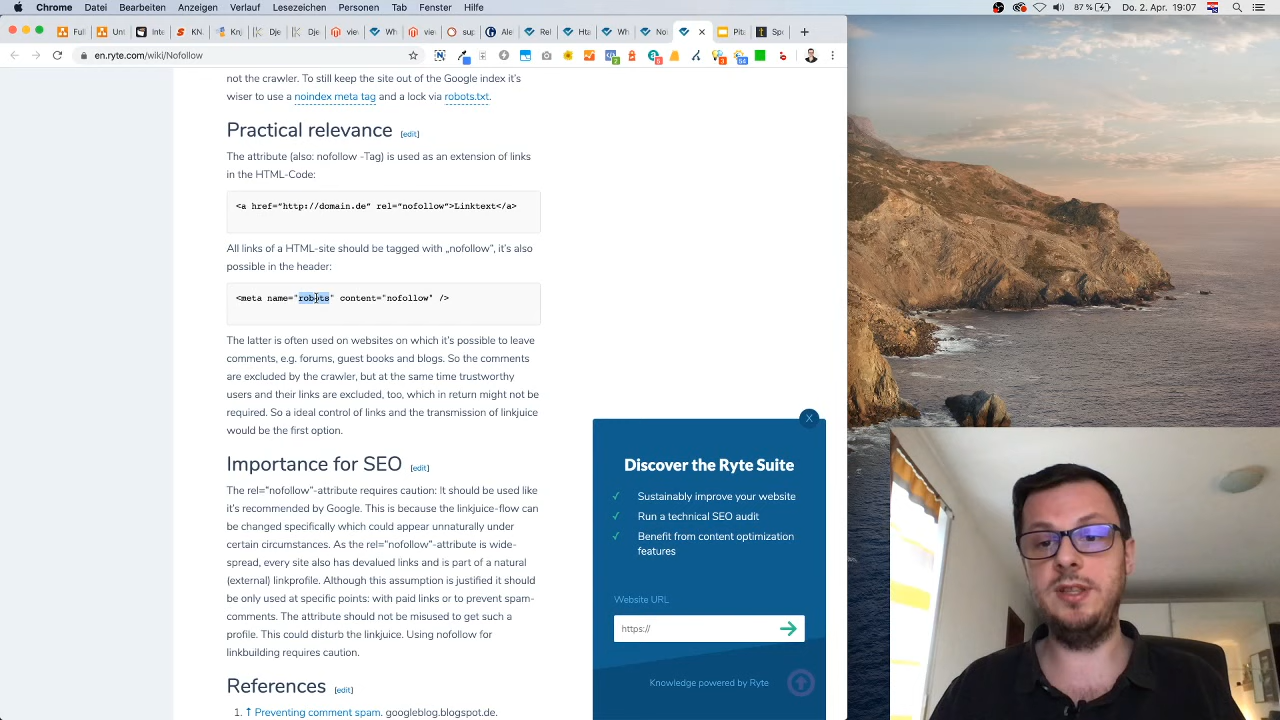 Chrome Datei Bearbeiten Anzeigen Verlauf Lesezeichen Personen Tab Fenster Hilfe
87 % Di. 14. Apr. 19:07
en.ryte.com/wiki/Nofollow
not the crawler. To still keep the site out of the Google index it's
wiser to use a noindex meta tag and a lock via robots.txt.
Practical relevance [edit]
The attribute (also: nofollow -Tag) is used as an extension of links
in the HTML-Code:
<a href="http://domain.de" rel="nofollow">Linktext</a>
All links of a HTML-site should be tagged with „nofollow", it's also
possible in the header:
<meta name="robots" content="nofollow" />
The latter is often used on websites on which it's possible to leave
comments, e.g. forums, guest books and blogs. So the comments
are excluded by the crawler, but at the same time trustworthy
users and their links are excluded, too, which in return might not be
required. So a ideal control of links and the transmission of linkjuice
would be the first option.
Importance for SEO [edit]
The rel="nofollow"-attribute requires caution: It should be used like
it's recommended by Google. This is because the linkjuice-flow can
be changed specifically which could appear unnaturally under
certain circumstances. As the rel="nofollow"-attribute is wide-
spread, every site has has devalued links and is part of a natural
(external) linkprofile. Although this assumption is justified it should
be only used at specific points with paid links or to prevent spam-
comments. The attribute should not be misused to get such a
profile. This could disturb the linkjuice. Using nofollow for
linkbuilding requires caution.
References [edit]
X
Discover the Ryte Suite
✓ Sustainably improve your website
✓ Run a technical SEO audit
✓ Benefit from content optimization
features
Website URL
https://
Knowledge powered by Ryte